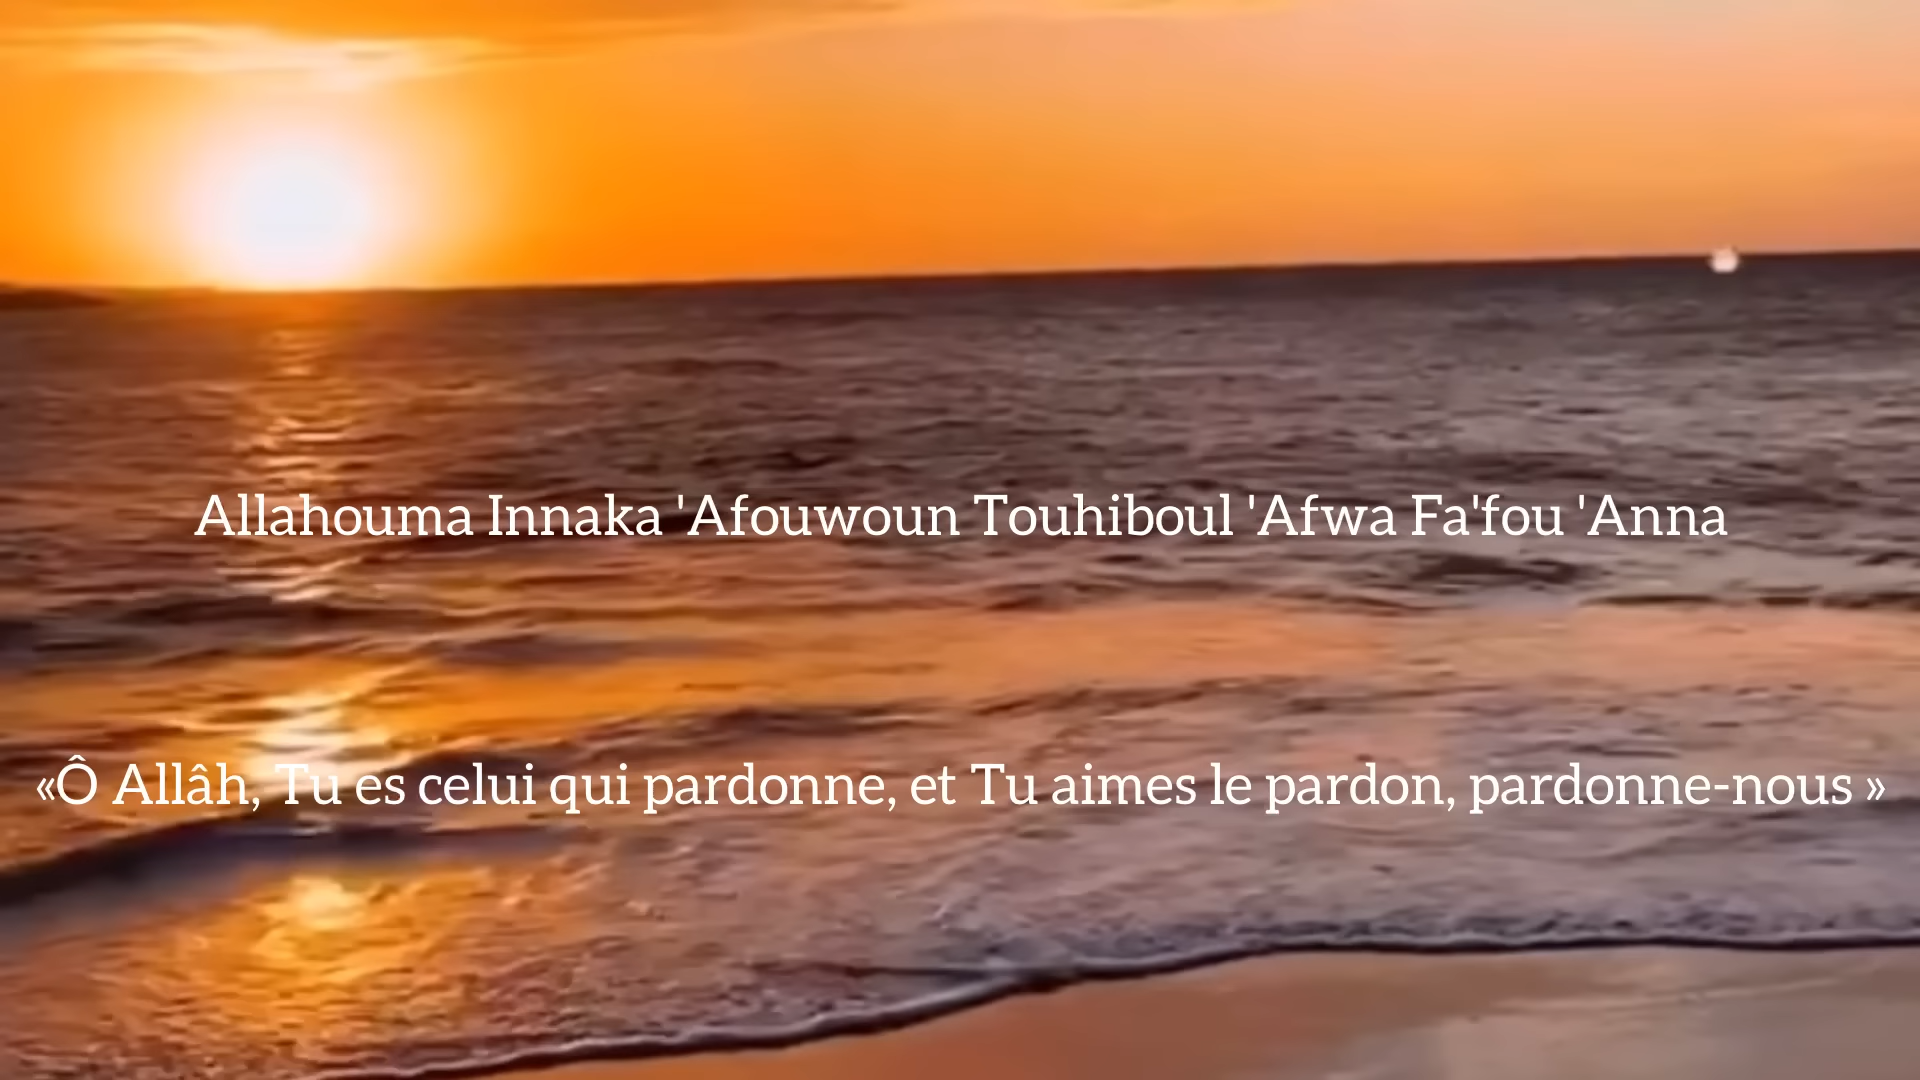 Allahouma Innaka 'Afouwoun Touhiboul 'Afwa Fa'fou 'Anna
«Ô Allâh, Tu es celui qui pardonne, et Tu aimes le pardon, pardonne-nous »